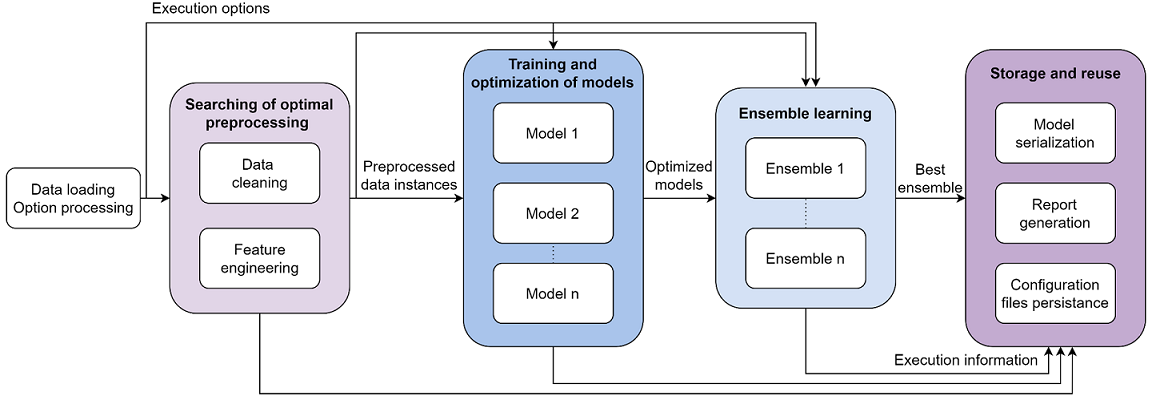 Execution options
Data loading
Option processing
Searching of optimal
preprocessing
Data
cleaning
Feature
engineering
Preprocessed
data instances
Training and
optimization of models
Model 1
Model 2
Model n
Optimized
models
Ensemble learning
Ensemble 1
Ensemble n
Best
ensemble
Storage and reuse
Model
serialization
Report
generation
Configuration
files persistance
Execution information